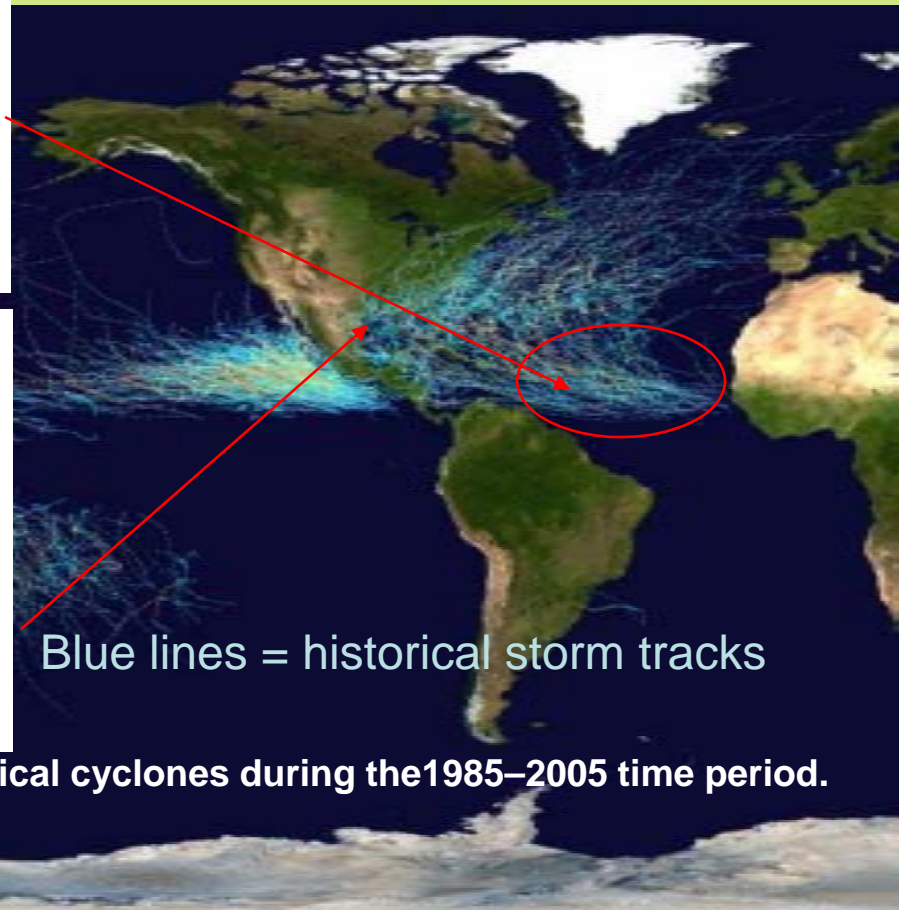 Blue lines = historical storm tracks
ical cyclones during the1985–2005 time period.